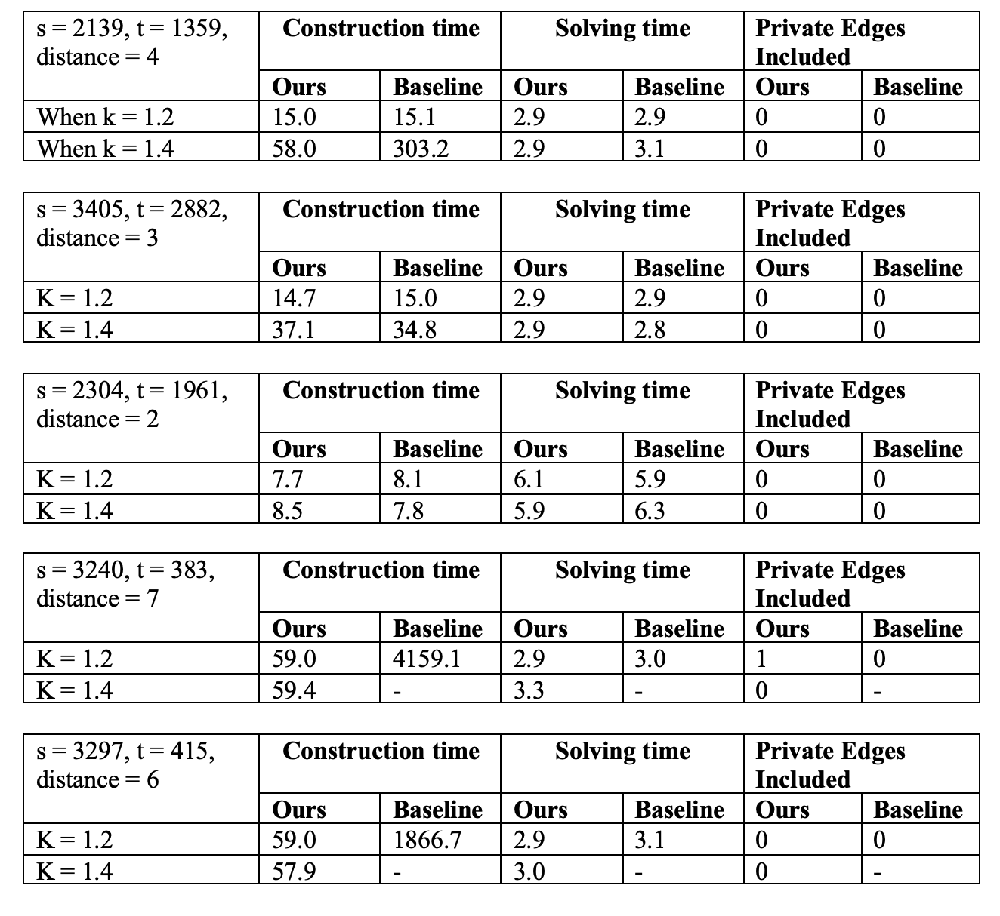 s = 2139, t = 1359, Construction time Solving time Private Edges
distance = 4 Included
Ours Baseline Ours Baseline Ours Baseline
When k = 1.2 15.0 15.1 2.9 2.9 0 0
When k = 1.4 58.0 303.2 2.9 3.1 0 0
s = 3405, t = 2882, Construction time Solving time Private Edges
distance = 3 Included
Ours Baseline Ours Baseline Ours Baseline
K = 1.2 14.7 15.0 2.9 2.9 0 0
K = 1.4 37.1 34.8 2.9 2.8 0 0
s = 2304, t = 1961, Construction time Solving time Private Edges
distance = 2 Included
Ours Baseline Ours Baseline Ours Baseline
K = 1.2 7.7 8.1 6.1 5.9 0 0
K = 1.4 8.5 7.8 5.9 6.3 0 0
s = 3240, t = 383, Construction time Solving time Private Edges
distance = 7 Included
Ours Baseline Ours Baseline Ours Baseline
K = 1.2 59.0 4159.1 2.9 3.0 1 0
K = 1.4 59.4 - 3.3 - 0 -
s = 3297, t = 415, Construction time Solving time Private Edges
distance = 6 Included
Ours Baseline Ours Baseline Ours Baseline
K = 1.2 59.0 1866.7 2.9 3.1 0 0
K = 1.4 57.9 - 3.0 - 0 -